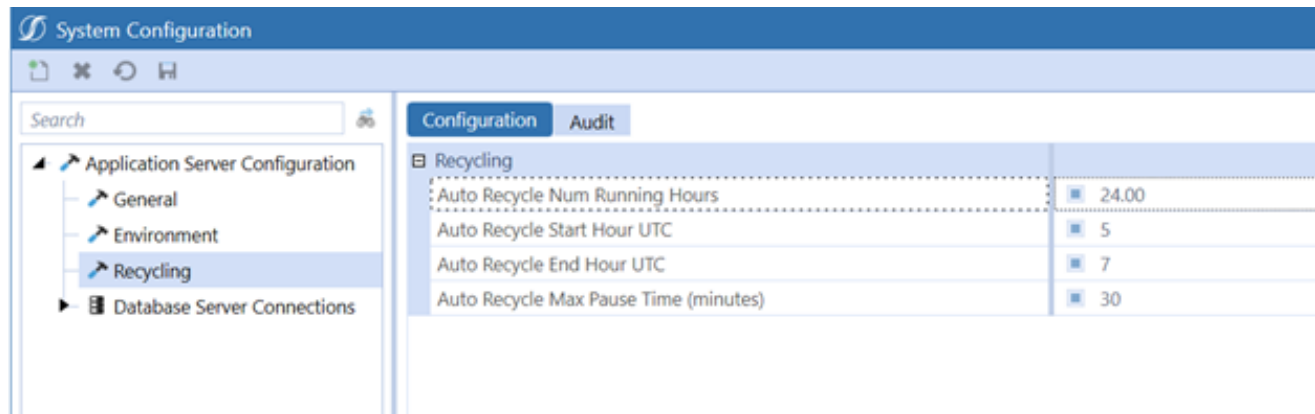 System Configuration
Search
Application Server Configuration
General
Environment
Recycling
Database Server Connections
Configuration Audit
Recycling
Auto Recycle Num Running Hours 24.00
Auto Recycle Start Hour UTC 5
Auto Recycle End Hour UTC 7
Auto Recycle Max Pause Time (minutes) 30